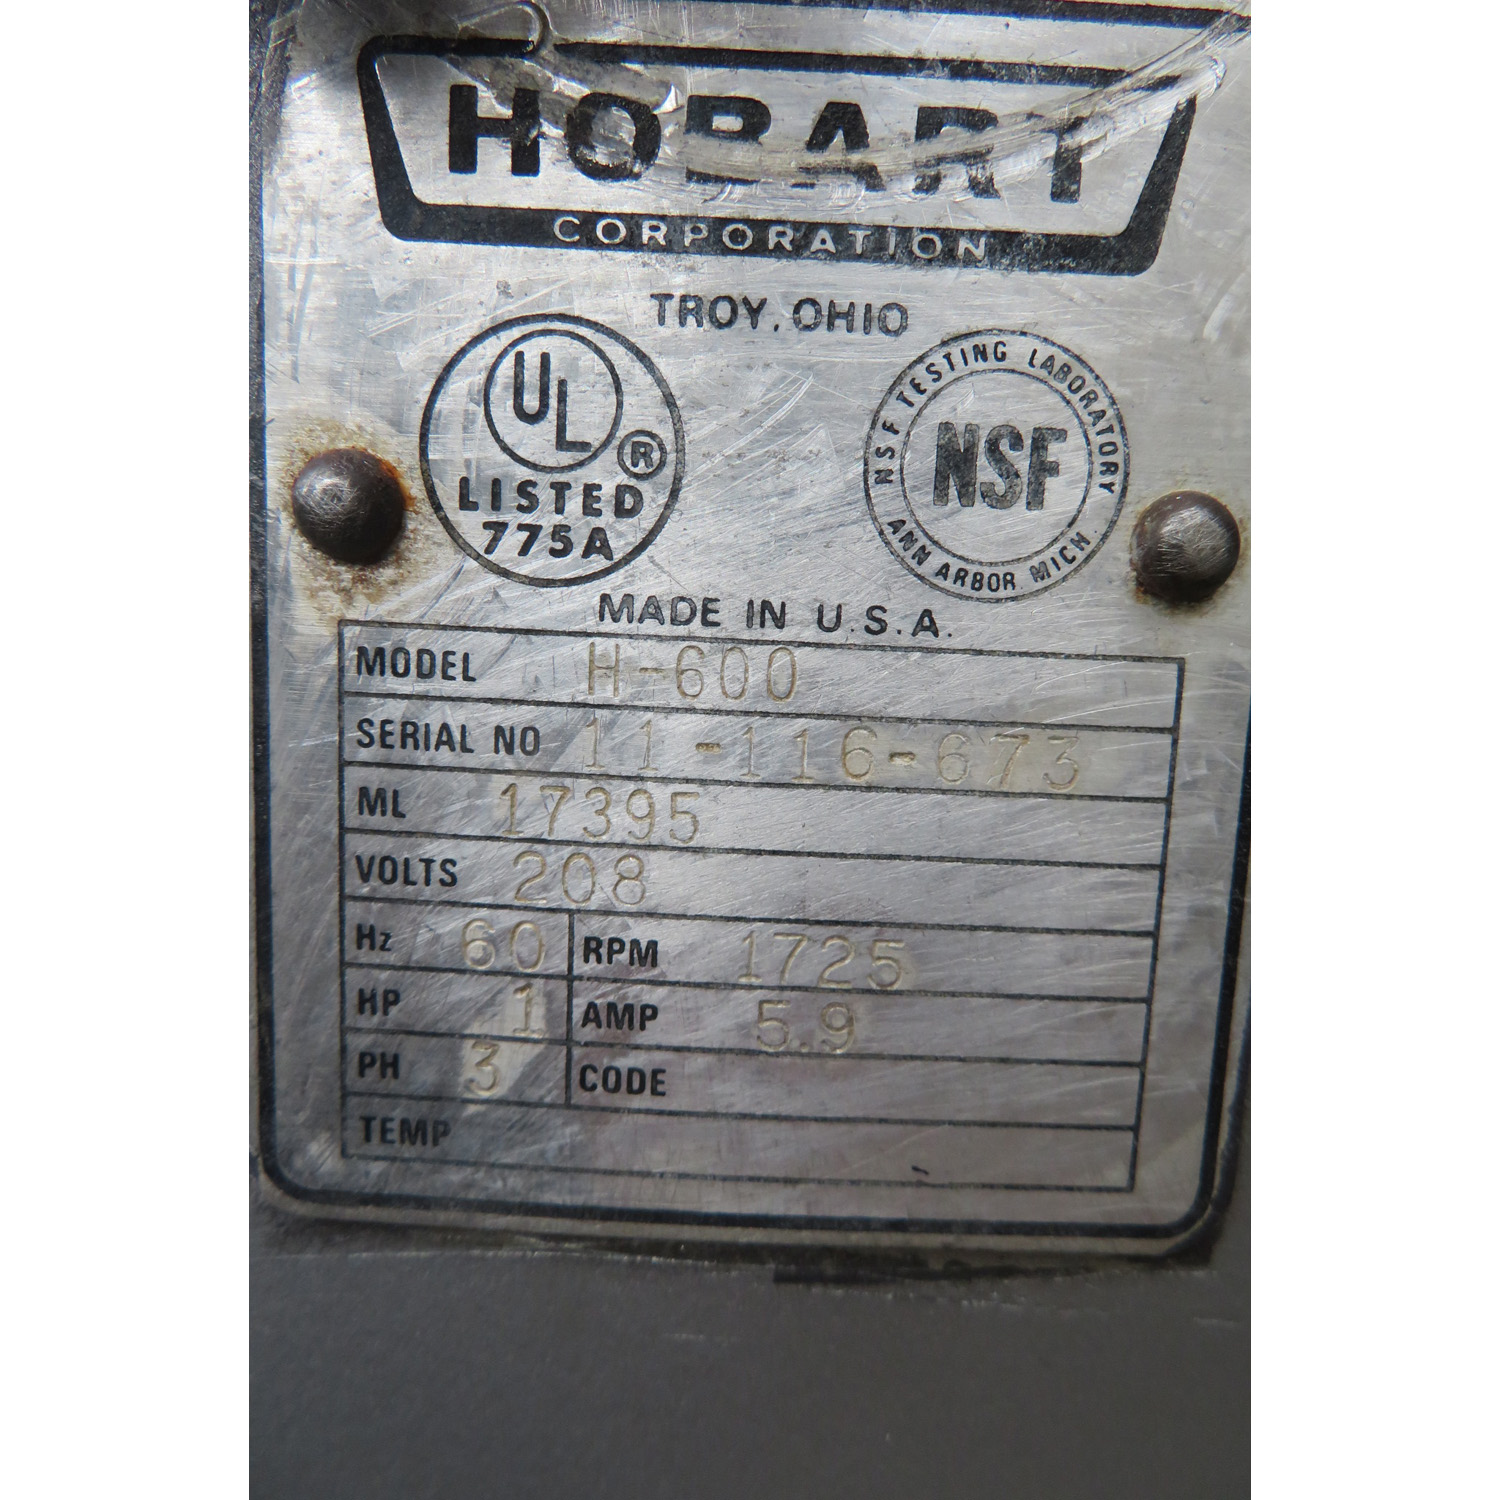 HOBART
CORPORATION
TROY, OHIO
UL ®
LISTED
775A
NSF TESTING LABORATORY
NSF
ANN ARBOR MICH.
MADE IN U.S.A.
MODEL H-600
SERIAL NO 11-116-673
ML 17395
VOLTS 208
Hz 60 RPM 1725
HP 1 AMP 5.9
PH 3 CODE
TEMP